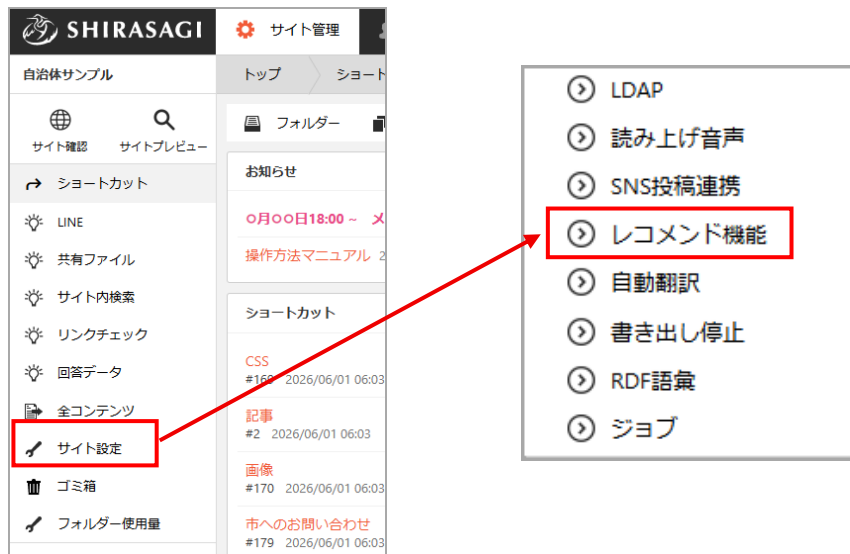 SHIRASAGI
サイト管理
自治体サンプル
トップ
ショート
サイト確認
サイトプレビュー
フォルダー
ショートカット
LINE
共有ファイル
サイト内検索
リンクチェック
回答データ
全コンテンツ
サイト設定
ゴミ箱
フォルダー使用量
お知らせ
〇月〇〇日18:00 ~ メ
操作方法マニュアル 2
ショートカット
CSS
#169 2026/06/01 06:03
記事
#2 2026/06/01 06:03
画像
#170 2026/06/01 06:03
市へのお問い合わせ
#179 2026/06/01 06:03
LDAP
読み上げ音声
SNS投稿連携
レコメンド機能
自動翻訳
書き出し停止
RDF語彙
ジョブ